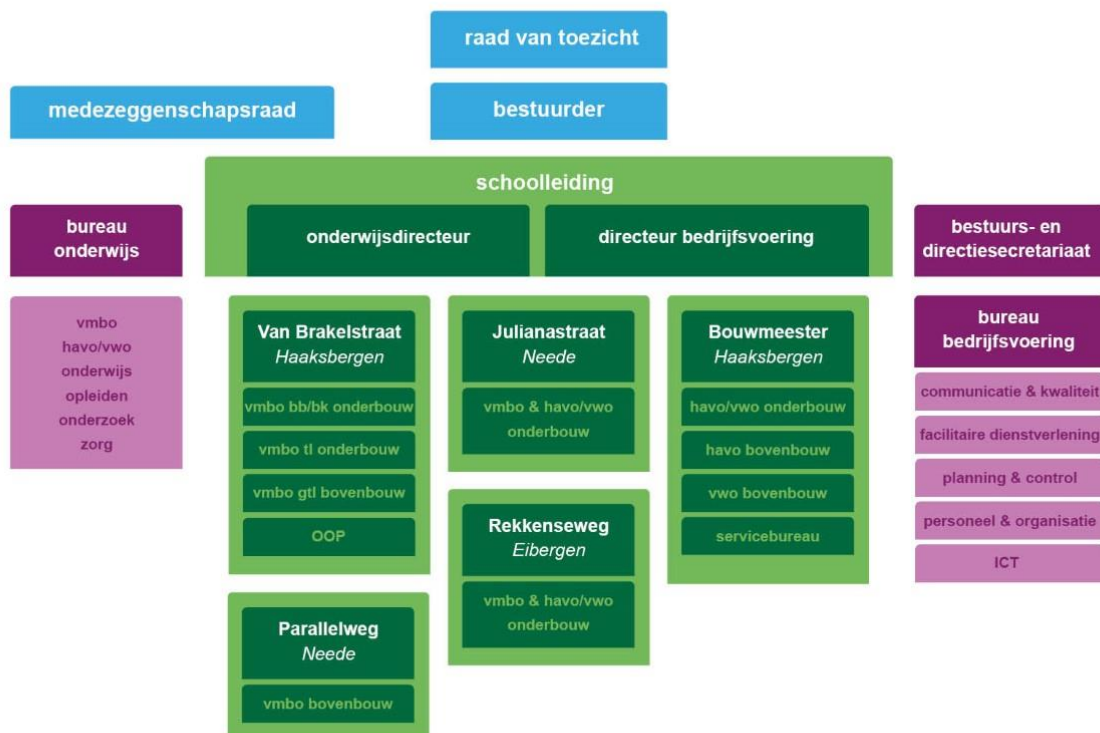 raad van toezicht
medezeggenschapsraad
bestuurder
schoolleiding
onderwijsdirecteur
directeur bedrijfsvoering
bureau
onderwijs
vmbo
havo/vwo
onderwijs
opleiden
onderzoek
zorg
Van Brakelstraat
Haaksbergen
vmbo bb/bk onderbouw
vmbo tl onderbouw
vmbo gtl bovenbouw
OOP
Parallelweg
Neede
vmbo bovenbouw
Julianastraat
Neede
vmbo & havo/vwo
onderbouw
Rekkenseweg
Eibergen
vmbo & havo/vwo
onderbouw
Bouwmeester
Haaksbergen
havo/vwo onderbouw
havo bovenbouw
vwo bovenbouw
servicebureau
bestuurs- en
directiesecretariaat
bureau
bedrijfsvoering
communicatie & kwaliteit
facilitaire dienstverlening
planning & control
personeel & organisatie
ICT